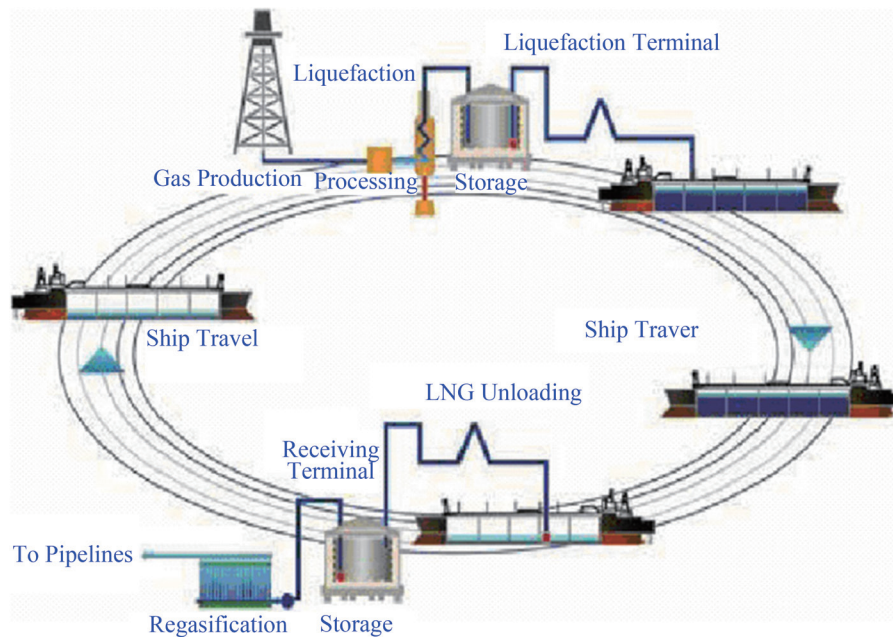 Liquefaction Terminal
Liquefaction
Gas Production
Processing
Storage
Ship Travel
Ship Traver
LNG Unloading
Receiving
Terminal
To Pipelines
Regasification
Storage